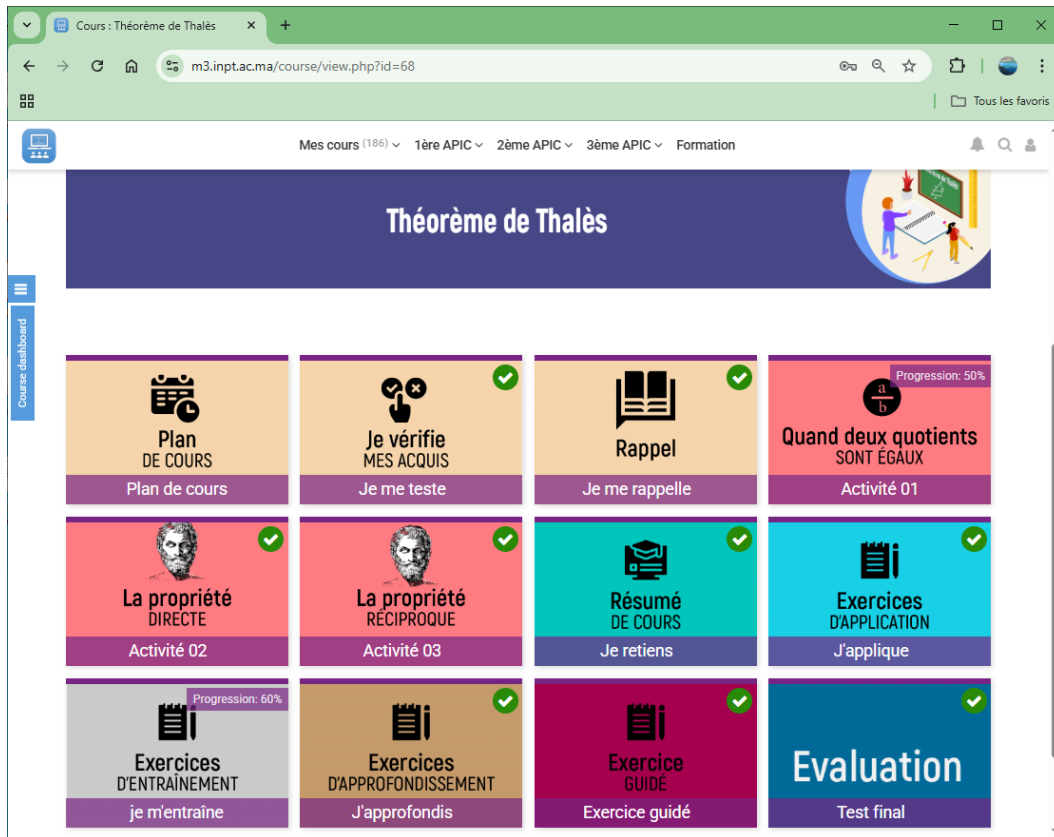 Cours : Théorème de Thalès
m3.inpt.ac.ma/course/view.php?id=68
Tous les favoris
Mes cours (186) 1ère APIC 2ème APIC 3ème APIC Formation
Théorème de Thalès
Course dashboard
Plan
DE COURS
Plan de cours
Je vérifie
MES ACQUIS
Je me teste
Rappel
Je me rappelle
Progression: 50%
a
b
Quand deux quotients
SONT ÉGAUX
Activité 01
La propriété
DIRECTE
Activité 02
La propriété
RÉCIPROQUE
Activité 03
Résumé
DE COURS
Je retiens
Exercices
D'APPLICATION
J'applique
Progression: 60%
Exercices
D'ENTRAÎNEMENT
je m'entraîne
Exercices
D'APPROFONDISSEMENT
J'approfondis
Exercice
GUIDÉ
Exercice guidé
Evaluation
Test final